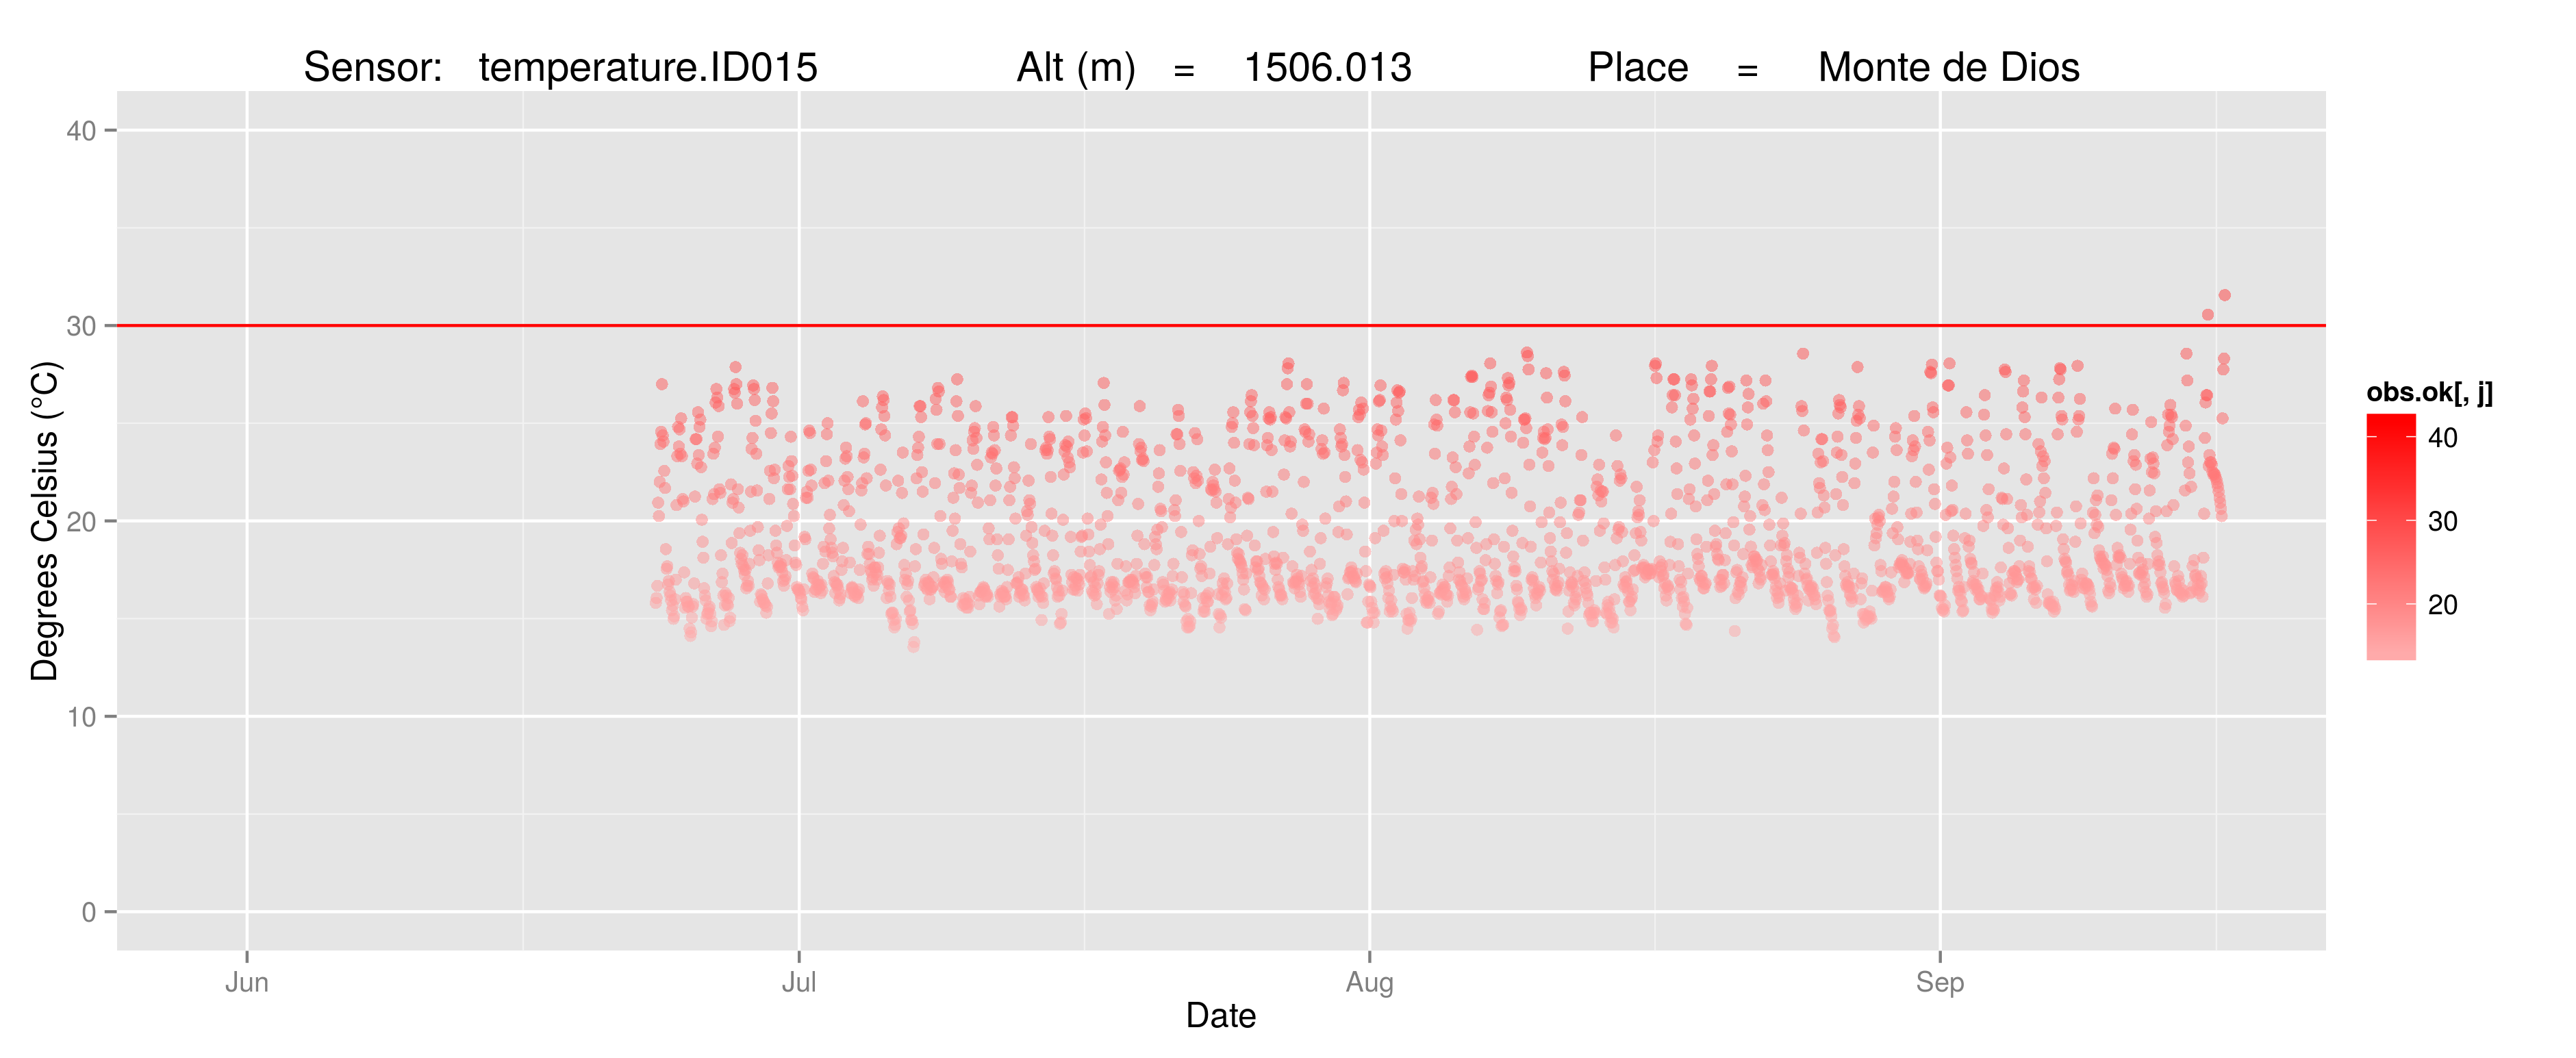 Sensor: temperature.ID015 Alt (m) = 1506.013 Place = Monte de Dios
40
30
20
10
0
Degrees Celsius (°C)
Jun Jul Aug Sep
Date
obs.ok[, j]
40
30
20